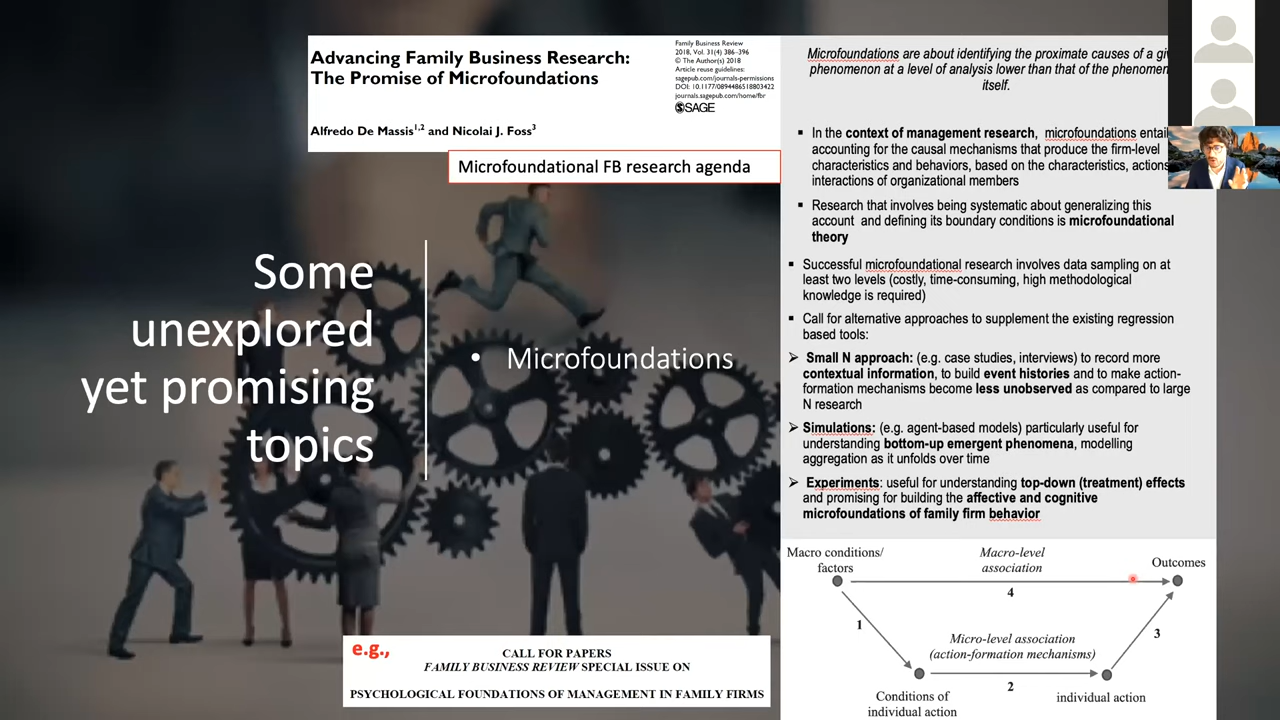 Advancing Family Business Research:
The Promise of Microfoundations
Alfredo De Massis1,2 and Nicolai J. Foss3
Family Business Review
2018, Vol. 31(4) 386–396
© The Author(s) 2018
Article reuse guidelines:
sagepub.com/journals-permissions
DOI: 10.1177/0894486518803422
journals.sagepub.com/home/fbr
SAGE
Microfoundational FB research agenda
Some
unexplored
yet promising
topics
• Microfoundations
e.g.,
CALL FOR PAPERS
FAMILY BUSINESS REVIEW SPECIAL ISSUE ON
PSYCHOLOGICAL FOUNDATIONS OF MANAGEMENT IN FAMILY FIRMS
Microfoundations are about identifying the proximate causes of a
phenomenon at a level of analysis lower than that of the
itself.
▪ In the context of management research, microfoundations entail
accounting for the causal mechanisms that produce the firm-level
characteristics and behaviors, based on the characteristics, actions
interactions of organizational members
▪ Research that involves being systematic about generalizing this
account and defining its boundary conditions is microfoundational
theory
▪ Successful microfoundational research involves data sampling on at
least two levels (costly, time-consuming, high methodological
knowledge is required)
▪ Call for alternative approaches to supplement the existing regression
based tools:
➢ Small N approach: (e.g. case studies, interviews) to record more
contextual information, to build event histories and to make action-
formation mechanisms become less unobserved as compared to large
N research
➢ Simulations: (e.g. agent-based models) particularly useful for
understanding bottom-up emergent phenomena, modelling
aggregation as it unfolds over time
➢ Experiments: useful for understanding top-down (treatment) effects
and promising for building the affective and cognitive
microfoundations of family firm behavior
Macro conditions/
factors
Macro-level
association
Outcomes
4
1
3
Micro-level association
(action-formation mechanisms)
2
Conditions of
individual action
individual action